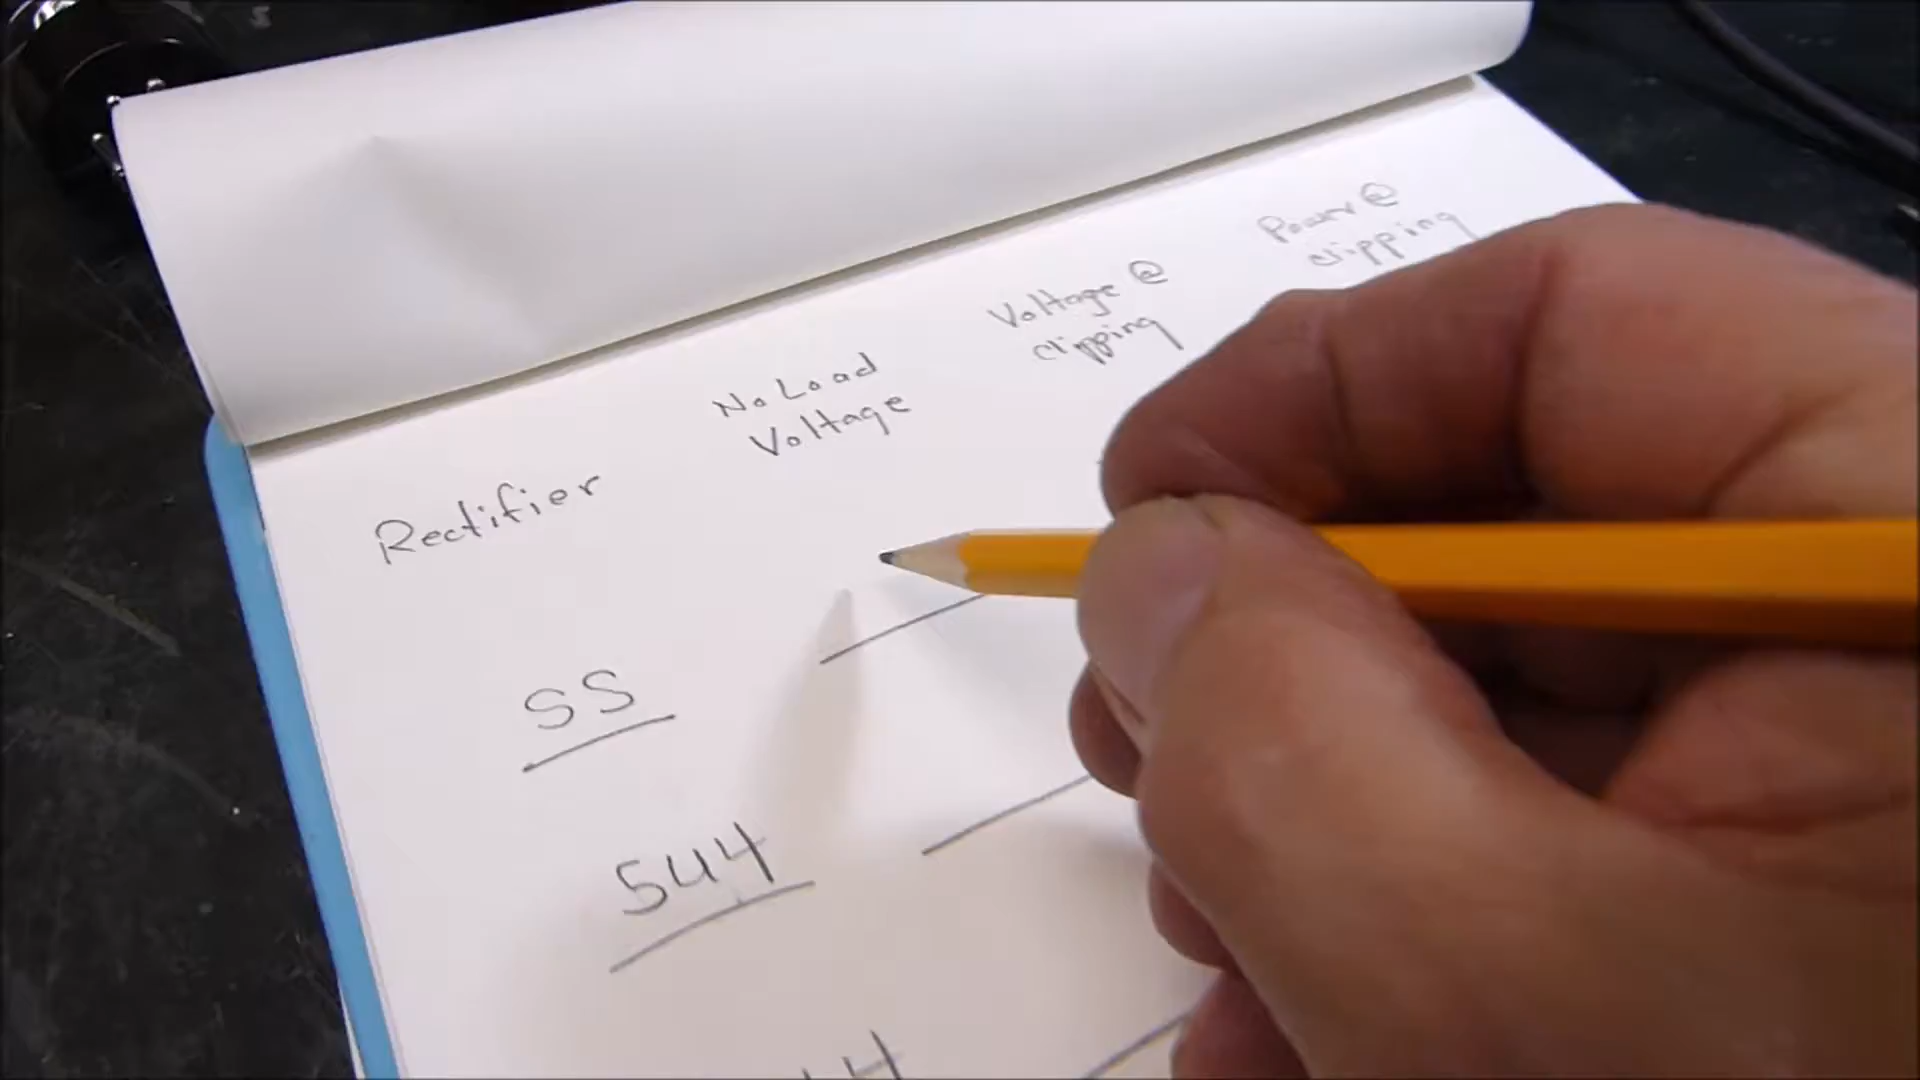 Rectifier
No Load
Voltage
Voltage @
clipping
Power @
clipping
SS
5U4